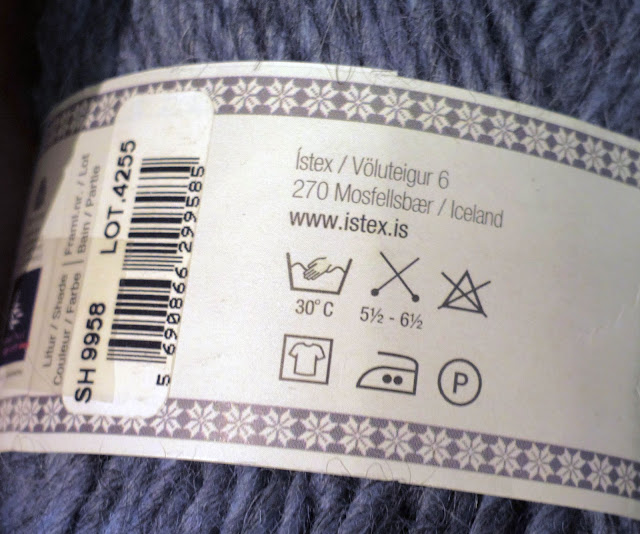 Ístex / Völuteigur 6
270 Mosfellsbær / Iceland
www.istex.is
30°C
5½ - 6½
P
SH 9958 LOT.4255
5 690866 299585
Litur / Shade | Framl.nr. / Lot
Couleur / Farbe | Bain / Partie